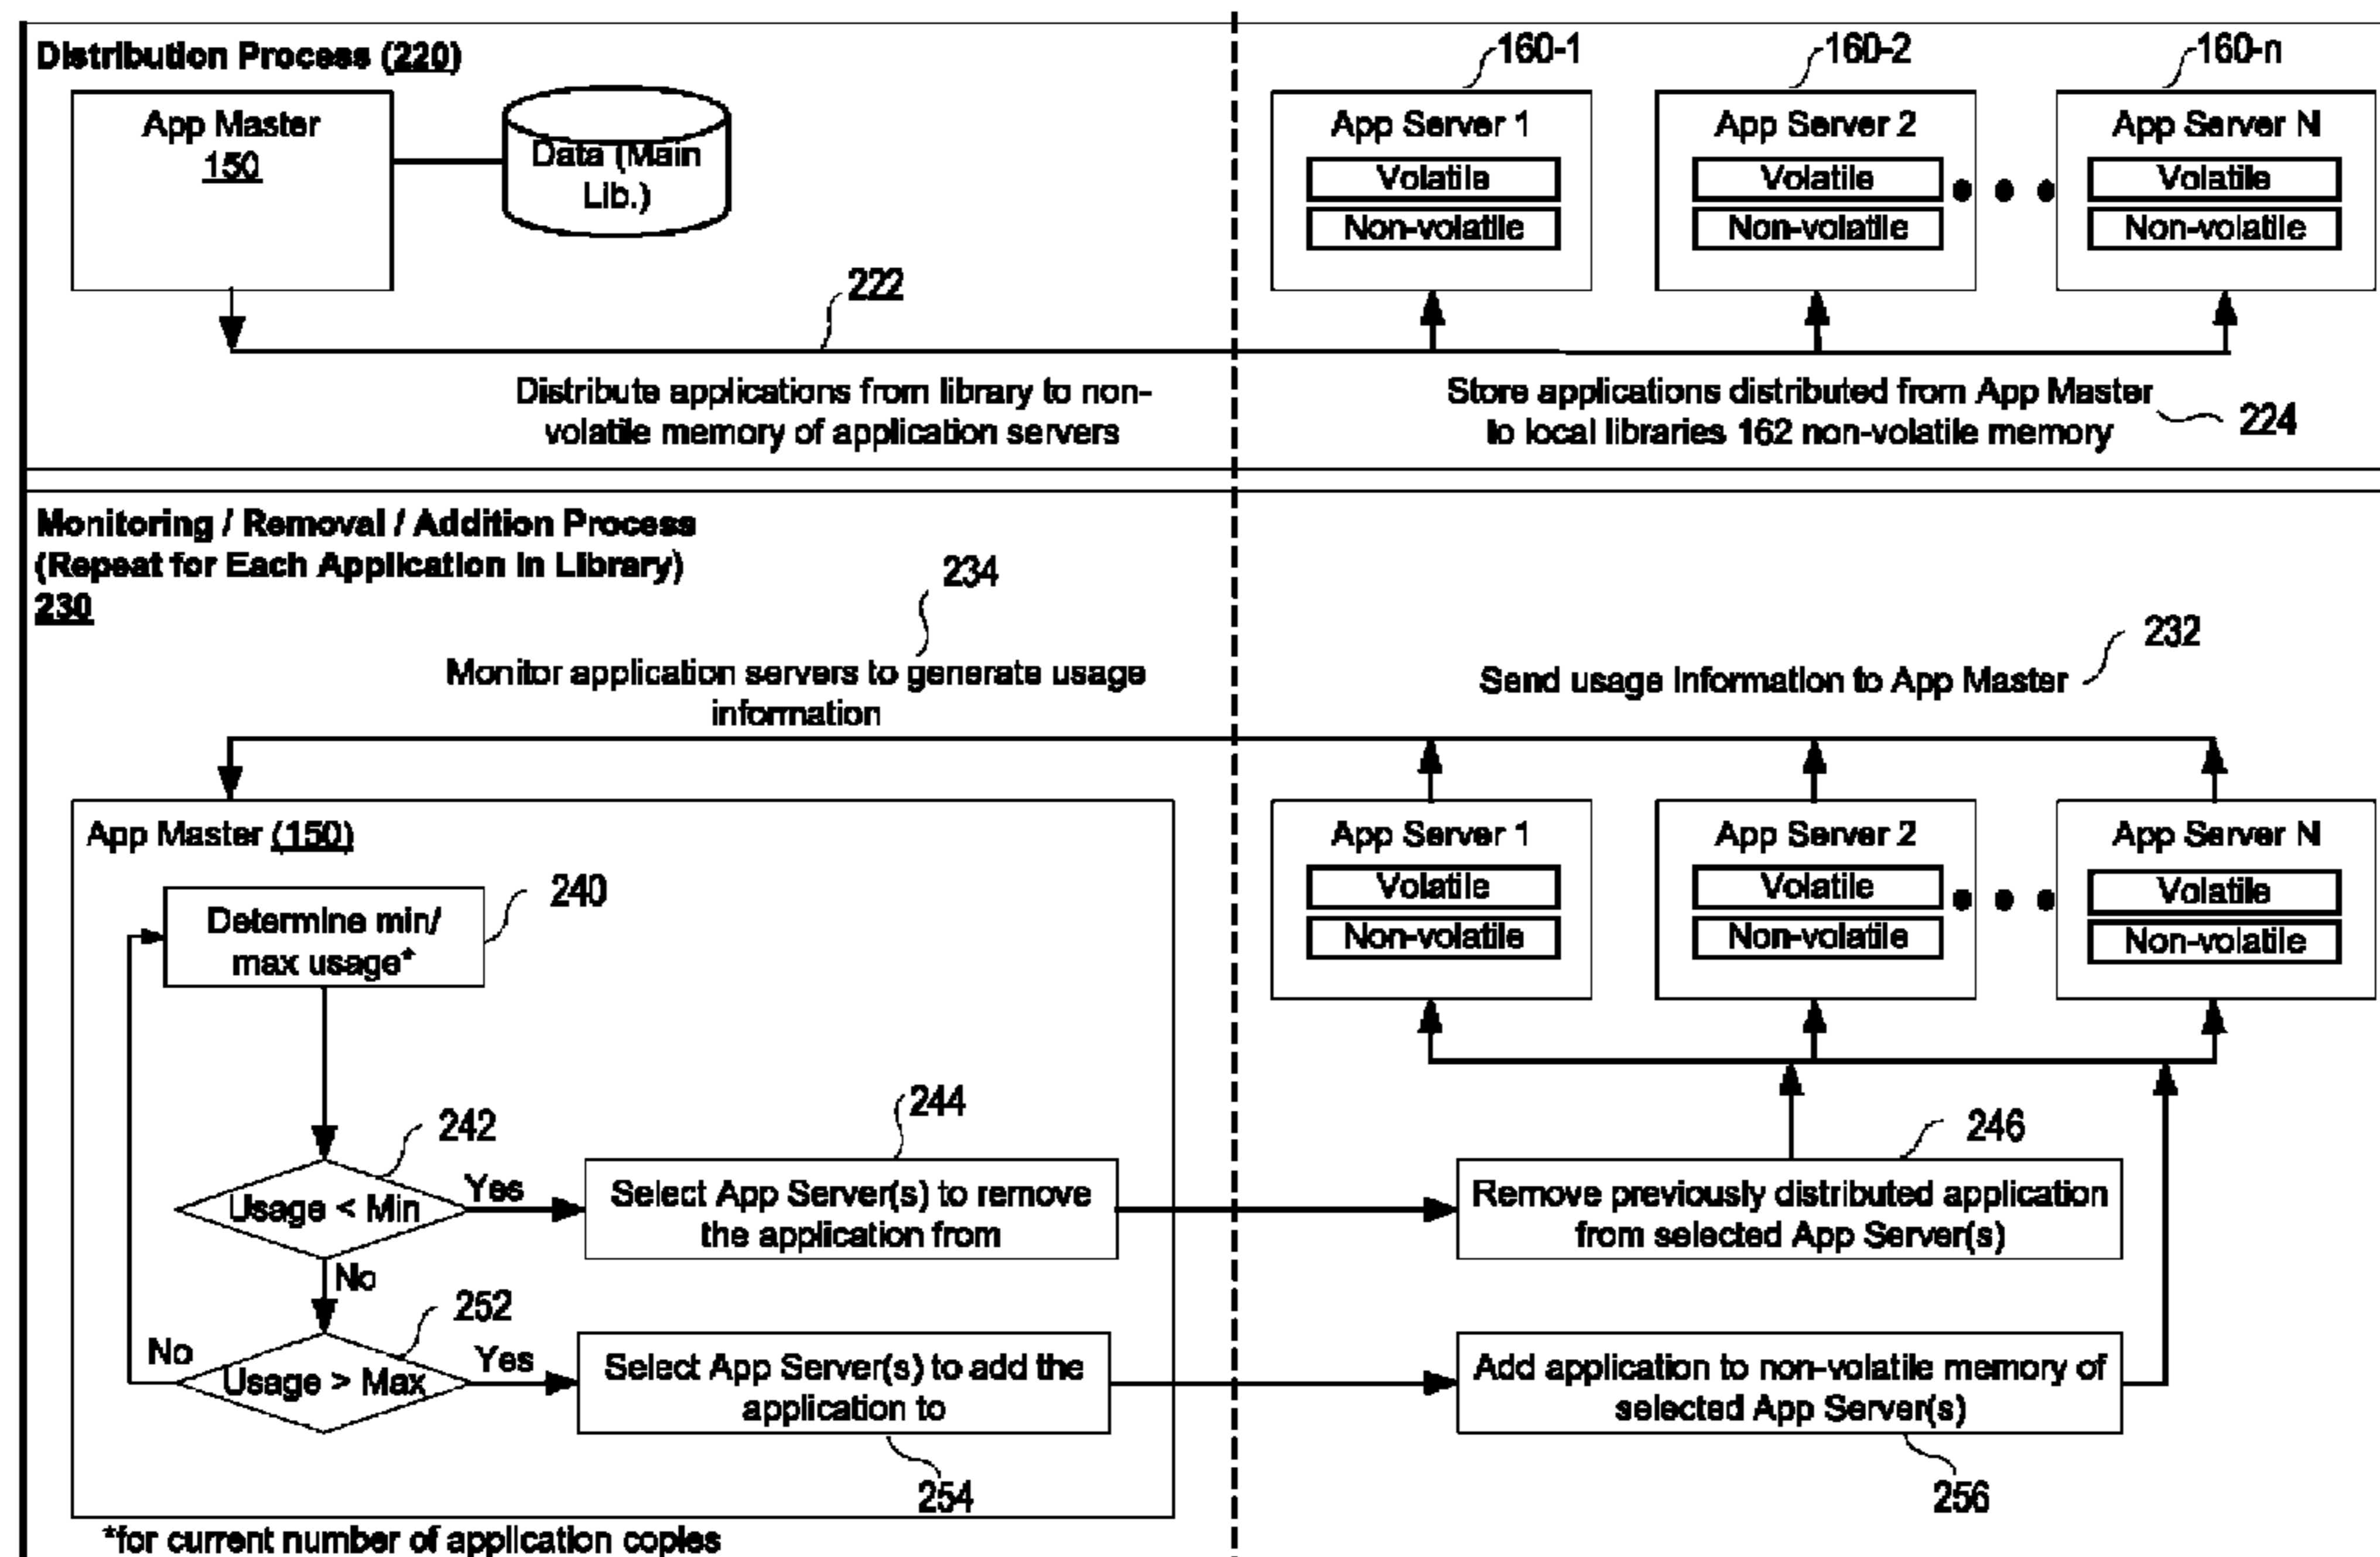 Distribution Process (220)
160-1
160-2
160-n
App Master
150
Data (Main
Lib.)
App Server 1
Volatile
Non-volatile
App Server 2
Volatile
Non-volatile
App Server N
Volatile
Non-volatile
222
Distribute applications from library to non-
volatile memory of application servers
Store applications distributed from App Master
to local libraries 162 non-volatile memory
224
Monitoring / Removal / Addition Process
(Repeat for Each Application in Library)
230
234
Monitor application servers to generate usage
information
232
Send usage information to App Master
App Master (150)
240
Determine min/
max usage*
App Server 1
Volatile
Non-volatile
App Server 2
Volatile
Non-volatile
App Server N
Volatile
Non-volatile
242
Usage < Min
Yes
No
244
Select App Server(s) to remove
the application from
246
Remove previously distributed application
from selected App Server(s)
252
No
Usage > Max
Yes
Select App Server(s) to add the
application to
254
Add application to non-volatile memory of
selected App Server(s)
256
*for current number of application copies